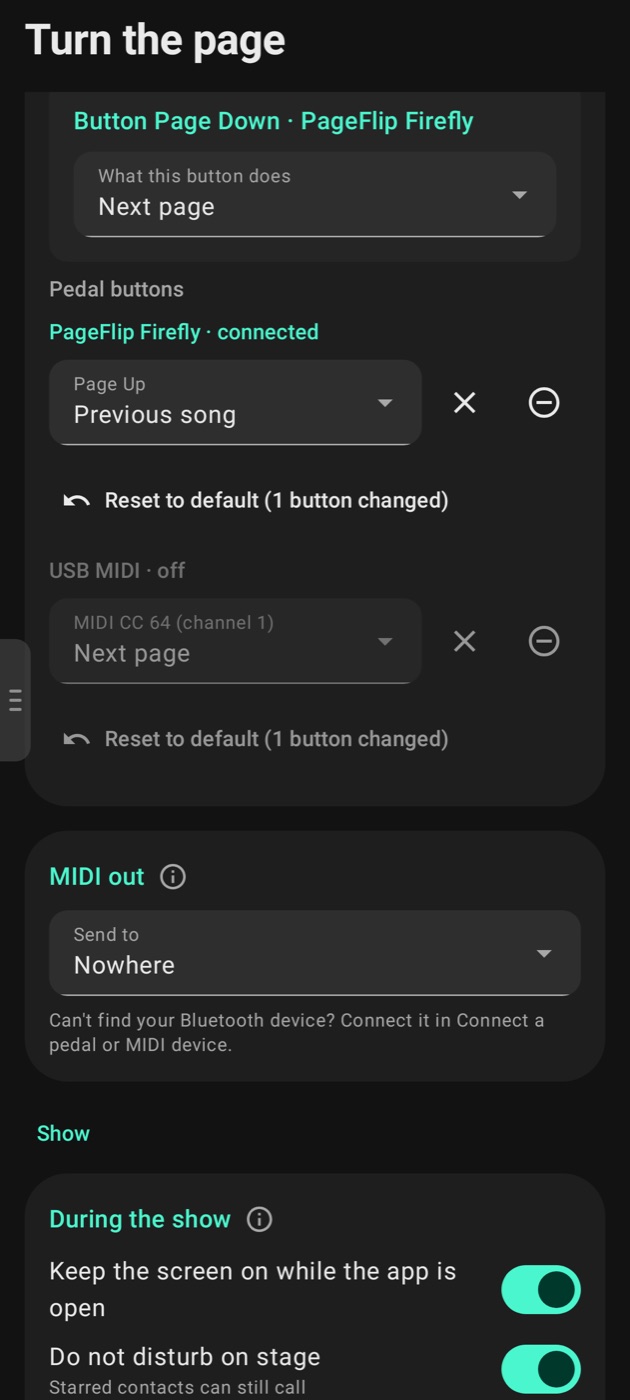 Turn the page
Button Page Down · PageFlip Firefly
What this button does
Next page
Pedal buttons
PageFlip Firefly · connected
Page Up
Previous song
Reset to default (1 button changed)
USB MIDI · off
MIDI CC 64 (channel 1)
Next page
Reset to default (1 button changed)
MIDI out
Send to
Nowhere
Can't find your Bluetooth device? Connect it in Connect a
pedal or MIDI device.
Show
During the show
Keep the screen on while the app is
open
Do not disturb on stage
Starred contacts can still call